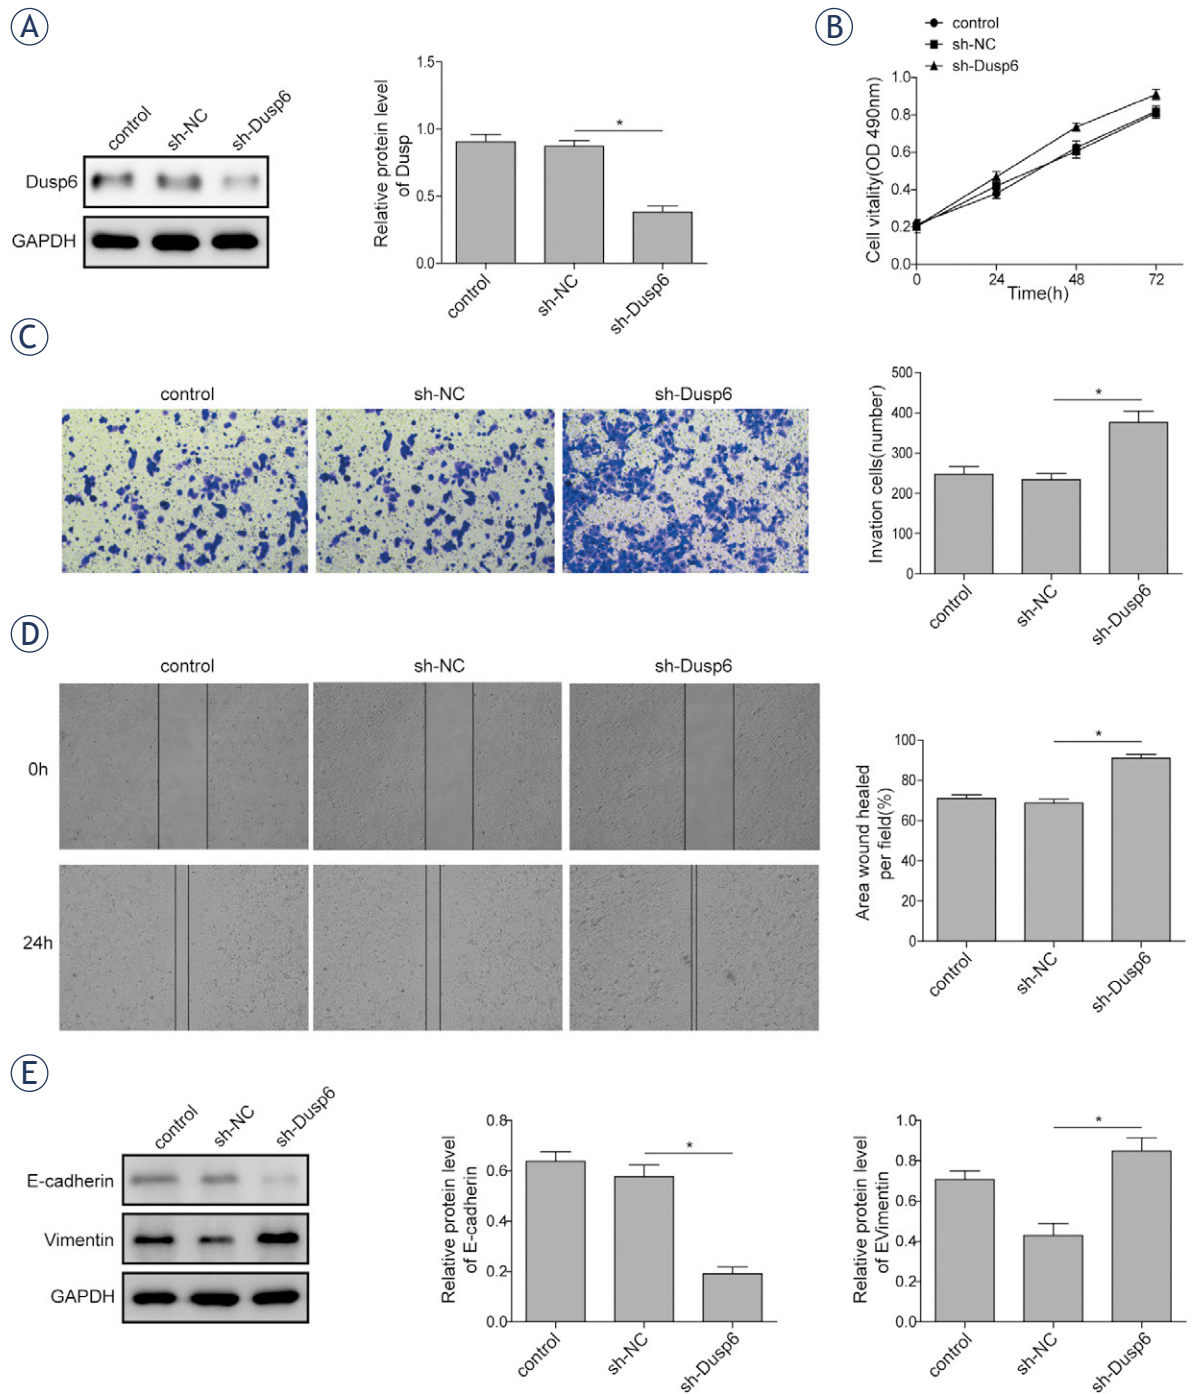 A
control
sh-NC
sh-Dusp6
Dusp6
GAPDH
Relative protein level
of Dusp
1.5
1.0
0.5
0.0
*
control
sh-NC
sh-Dusp6
B
control
sh-NC
sh-Dusp6
Cell vitality(OD 490nm)
1.0
0.8
0.6
0.4
0.2
0.0
0
24
48
72
Time(h)
C
control
sh-NC
sh-Dusp6
Invation cells(number)
500
400
300
200
100
0
*
control
sh-NC
sh-Dusp6
D
control
sh-NC
sh-Dusp6
0h
24h
Area wound healed
per field(%)
100
80
60
40
20
0
*
control
sh-NC
sh-Dusp6
E
control
sh-NC
sh-Dusp6
E-cadherin
Vimentin
GAPDH
Relative protein level
of E-cadherin
0.8
0.6
0.4
0.2
0.0
*
control
sh-NC
sh-Dusp6
Relative protein level
of EVimentin
1.0
0.8
0.6
0.4
0.2
0.0
*
control
sh-NC
sh-Dusp6